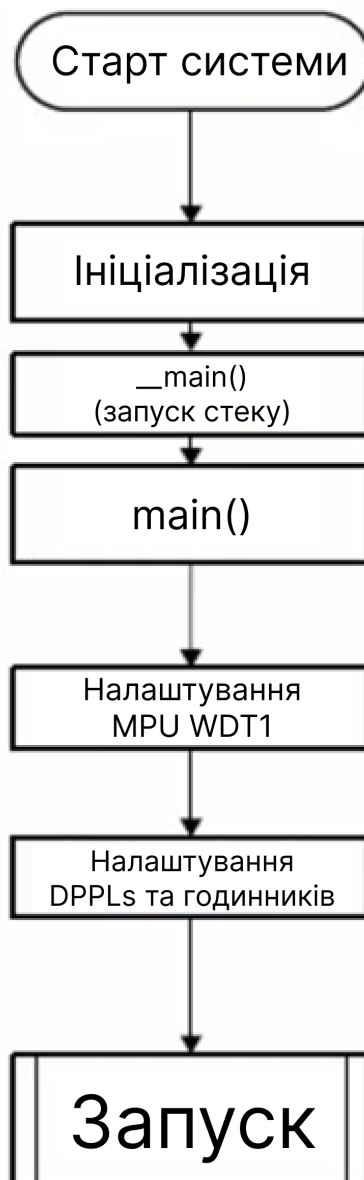 Старт системи
Ініціалізація
__main()
(запуск стеку)
main()
Налаштування
MPU WDT1
Налаштування
DPPLs та годинників
Запуск